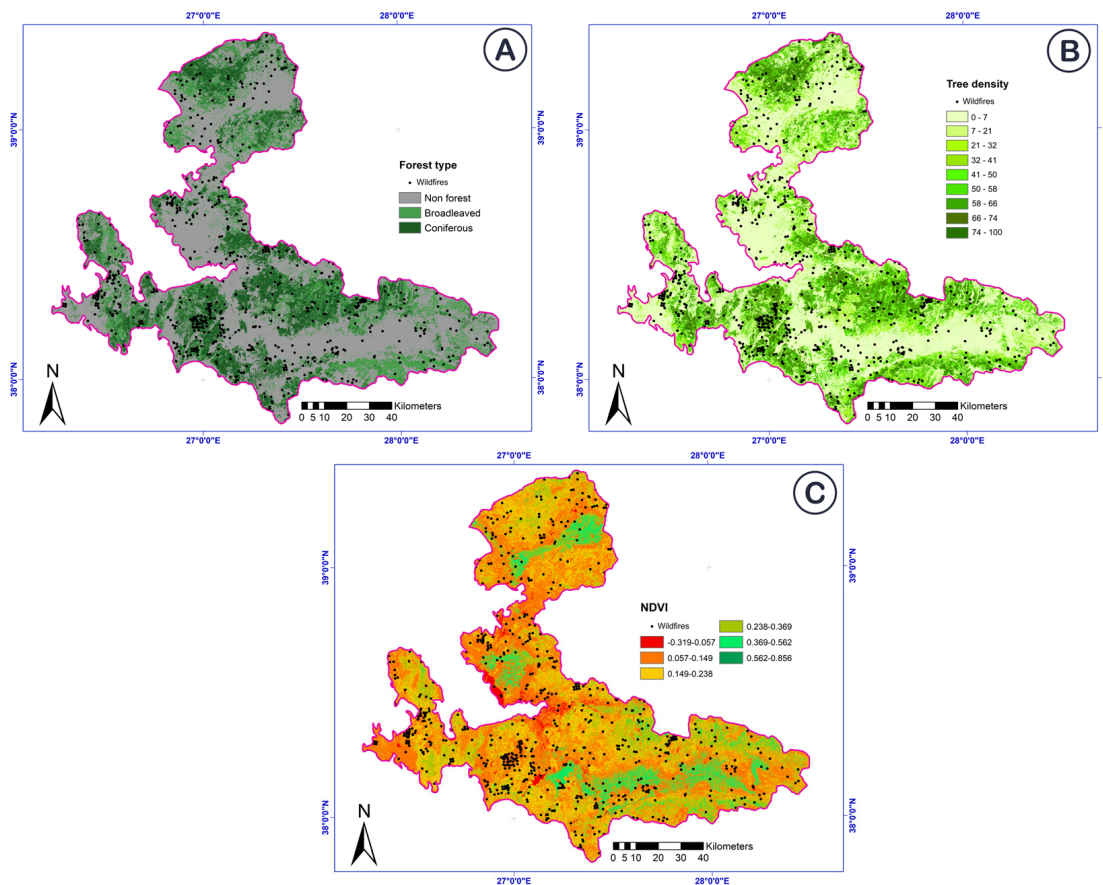 27°0'0"E 28°0'0"E
A
39°0'0"N
38°0'0"N
Forest type
Wildfires
Non forest
Broadleaved
Coniferous
N
0 5 10 20 30 40 Kilometers
39°0'0"N
38°0'0"N
27°0'0"E 28°0'0"E
27°0'0"E 28°0'0"E
B
Tree density
Wildfires
0 - 7
7 - 21
21 - 32
32 - 41
41 - 50
50 - 58
58 - 66
66 - 74
74 - 100
N
0 5 10 20 30 40 Kilometers
39°0'0"N
38°0'0"N
27°0'0"E 28°0'0"E
27°0'0"E 28°0'0"E
C
39°0'0"N
38°0'0"N
NDVI
Wildfires
-0.319-0.057
0.057-0.149
0.149-0.238
0.238-0.369
0.369-0.562
0.562-0.856
N
0 5 10 20 30 40 Kilometers
39°0'0"N
38°0'0"N
27°0'0"E 28°0'0"E